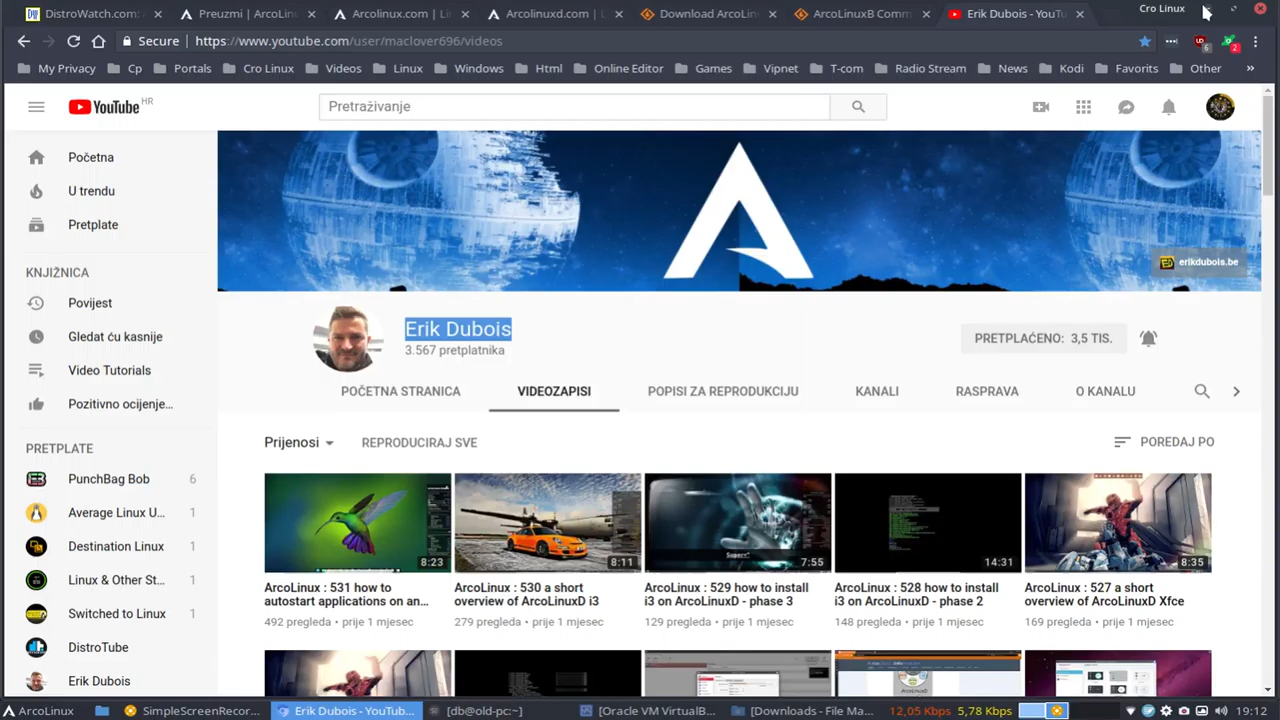 DistroWatch.com:
Preuzmi | ArcoLin
Arcolinux.com | Li
Arcolinuxd.com | L
Download ArcoLin
ArcoLinuxB Comm
Erik Dubois - YouTu
Cro Linux
Secure
https://www.youtube.com/user/maclover696/videos
6
2
My Privacy
Cp
Portals
Cro Linux
Videos
Linux
Windows
Html
Online Editor
Games
Vipnet
T-com
Radio Stream
News
Kodi
Favorits
Other
»
YouTube HR
Pretraživanje
Početna
U trendu
Pretplate
KNJIŽNICA
Povijest
Gledat ću kasnije
Video Tutorials
Pozitivno ocijenje...
PRETPLATE
PunchBag Bob 6
Average Linux U... 1
Destination Linux 1
Linux & Other St... 1
Switched to Linux 1
DistroTube
Erik Dubois
erikdubois.be
Erik Dubois
3.567 pretplatnika
PRETPLAĆENO: 3,5 TIS.
POČETNA STRANICA
VIDEOZAPISI
POPISI ZA REPRODUKCIJU
KANALI
RASPRAVA
O KANALU
Prijenosi
REPRODUCIRAJ SVE
POREDAJ PO
8:23
8:11
7:55
14:31
8:35
ArcoLinux : 531 how to
autostart applications on an...
492 pregleda • prije 1 mjesec
ArcoLinux : 530 a short
overview of ArcoLinuxD i3
279 pregleda • prije 1 mjesec
ArcoLinux : 529 how to install
i3 on ArcoLinuxD - phase 3
129 pregleda • prije 1 mjesec
ArcoLinux : 528 how to install
i3 on ArcoLinuxD - phase 2
148 pregleda • prije 1 mjesec
ArcoLinux : 527 a short
overview of ArcoLinuxD Xfce
169 pregleda • prije 1 mjesec
ArcoLinux
SimpleScreenRecor...
Erik Dubois - YouTub...
[db@old-pc:~]
[Oracle VM VirtualB...
[Downloads - File Ma...
12,05 Kbps
5,78 Kbps
19:12